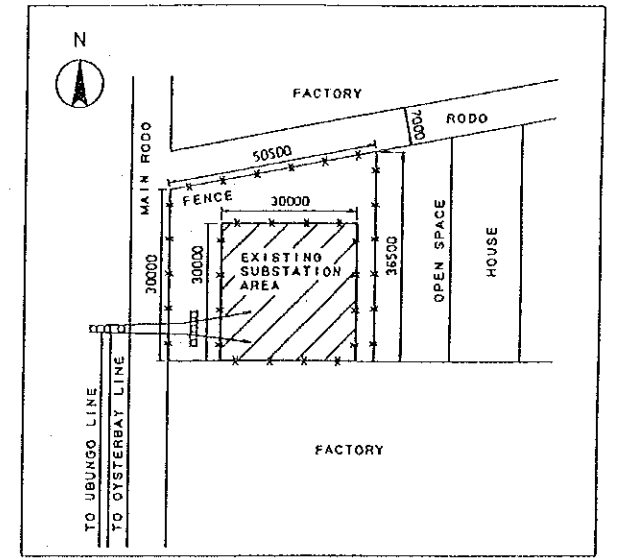 N
FACTORY
MAIN RODO
RODO
7000
50500
FENCE
30000
30000
30000
EXISTING
SUBSTATION
AREA
36500
OPEN SPACE
HOUSE
TO UBUNGO LINE
TO OYSTERBAY LINE
FACTORY